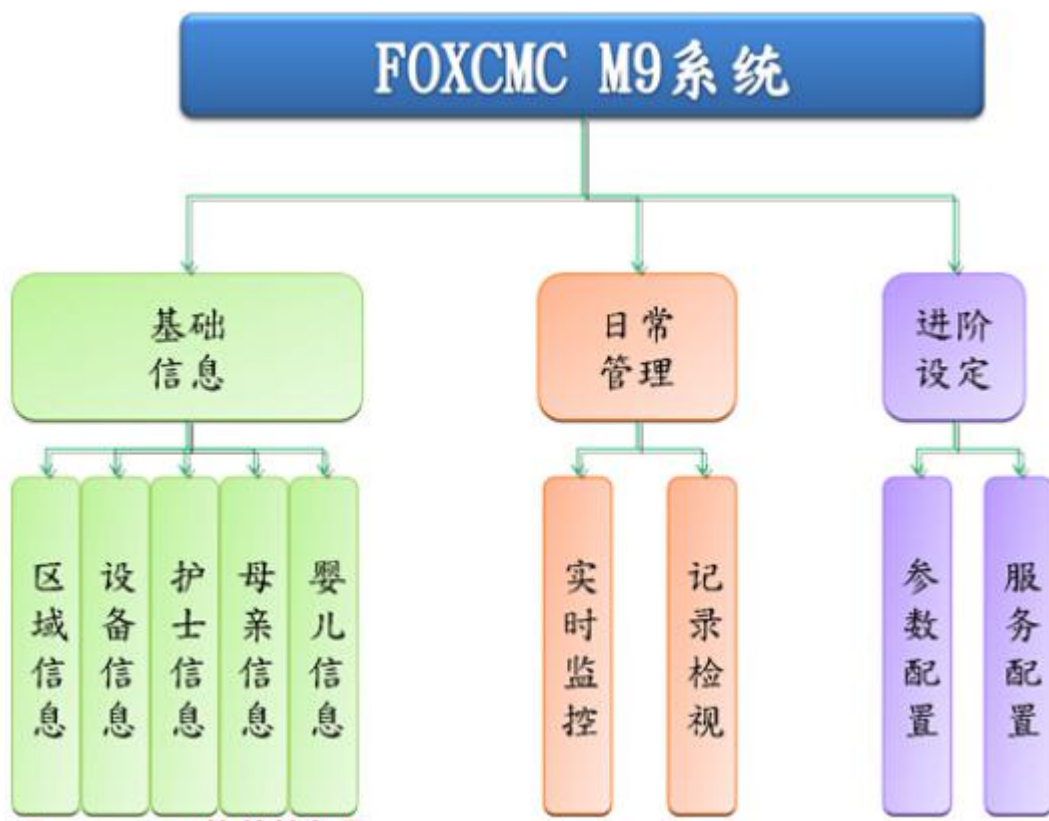 FOXCMC M9系统
基础
信息
日常
管理
进阶
设定
区域信息
设备信息
护士信息
母亲信息
婴儿信息
实时监控
记录检视
参数配置
服务配置